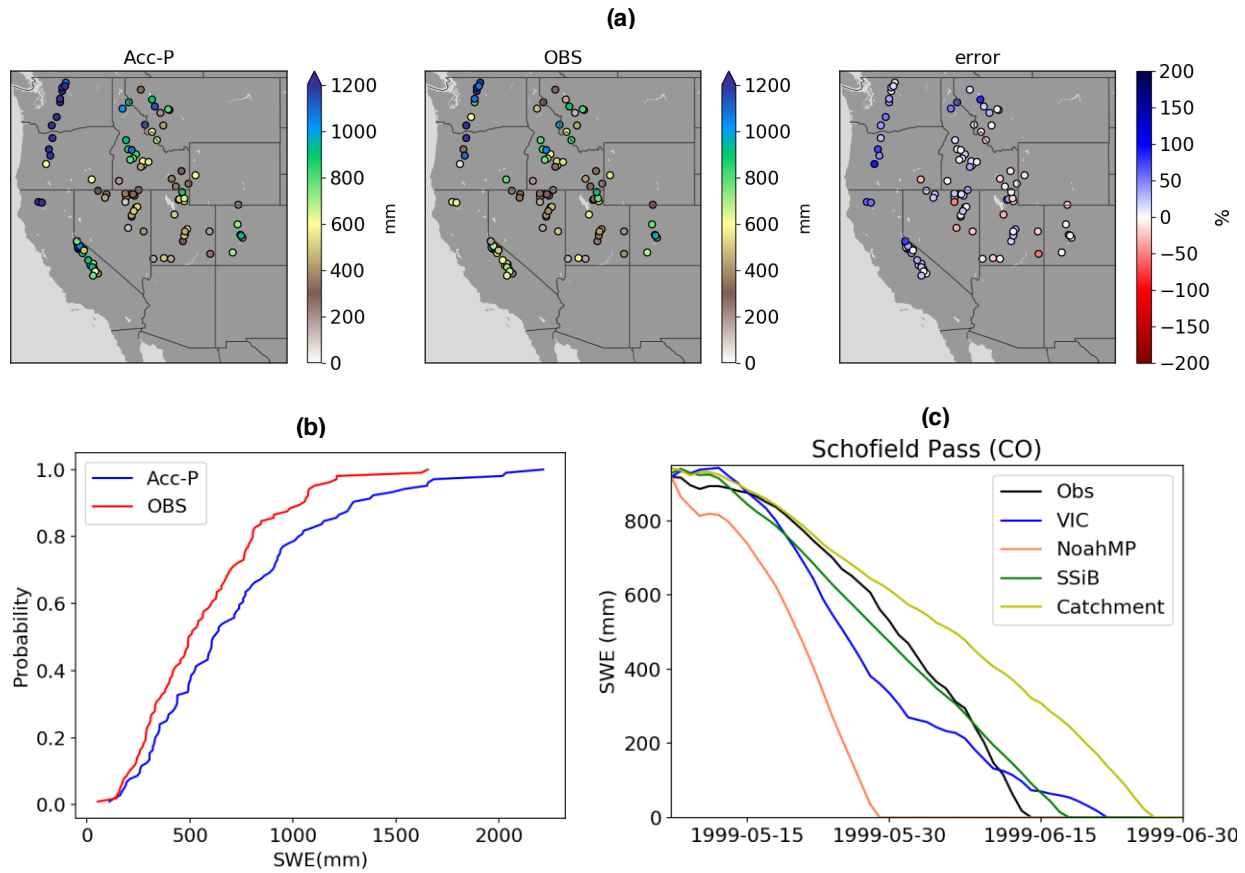 (a)
Acc-P
OBS
error
1200
1000
800
600
400
200
0
mm
1200
1000
800
600
400
200
0
mm
200
150
100
50
0
−50
−100
−150
−200
%
(b)
Acc-P
OBS
1.0
0.8
0.6
0.4
0.2
0.0
Probability
0
500
1000
1500
2000
SWE(mm)
(c)
Schofield Pass (CO)
Obs
VIC
NoahMP
SSiB
Catchment
800
600
400
200
0
SWE (mm)
1999-05-15
1999-05-30
1999-06-15
1999-06-30